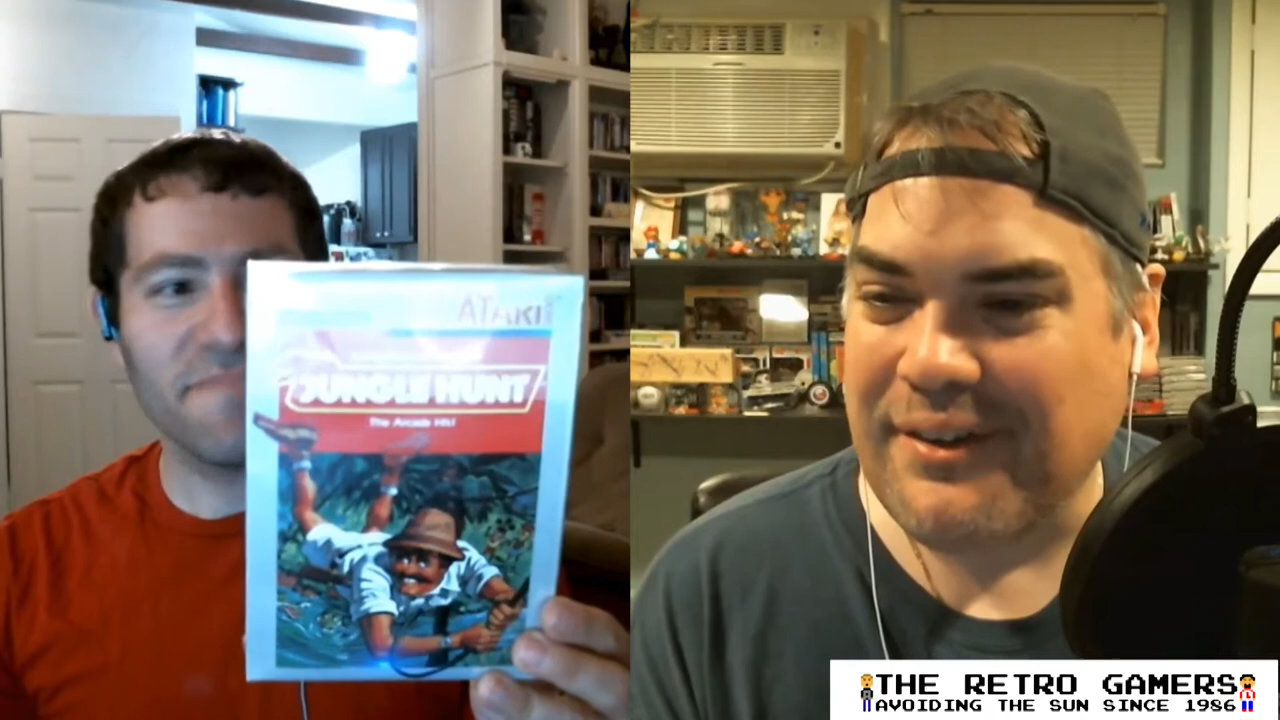 ATARI
JUNGLE HUNT
The Arcade Hit!
THE RETRO GAMERS
AVOIDING THE SUN SINCE 1986